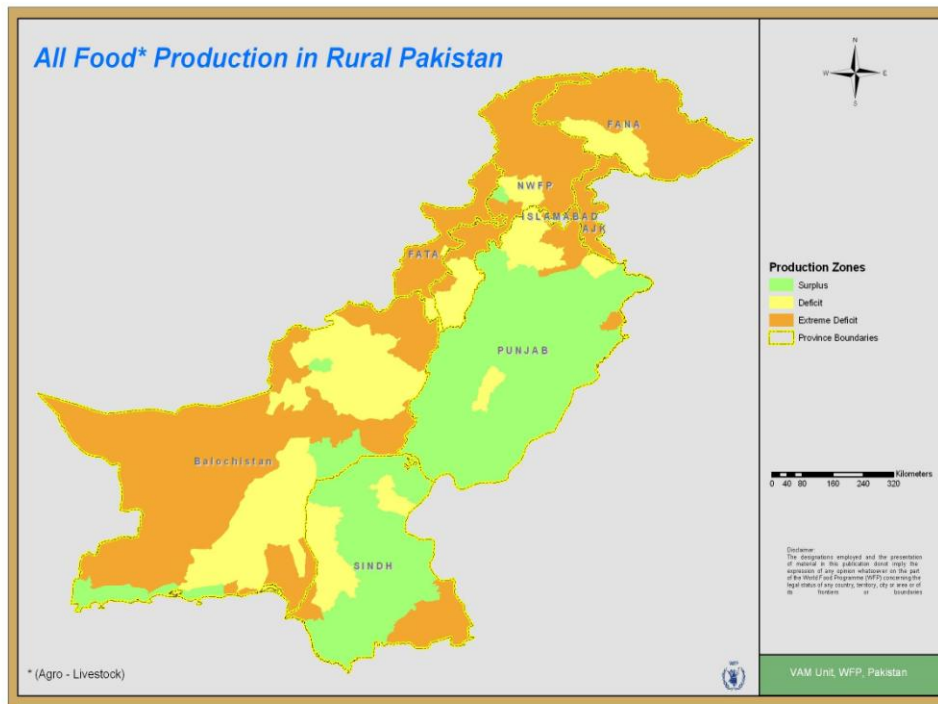 All Food* Production in Rural Pakistan
N
W
E
S
FANA
NWFP
ISLAMABAD
AJK
FATA
PUNJAB
Balochistan
SINDH
Production Zones
Surplus
Deficit
Extreme Deficit
Province Boundaries
Kilometers
0 40 80 160 240 320
Disclaimer:
The designations employed and the presentation
of material in this publication donot imply the
expression of any opinion whatsoever on the part
of the World Food Programme (WFP) concerning the
legal status of any country, territory, city or area or of
its frontiers or boundaries
* (Agro - Livestock)
WFP
VAM Unit, WFP, Pakistan